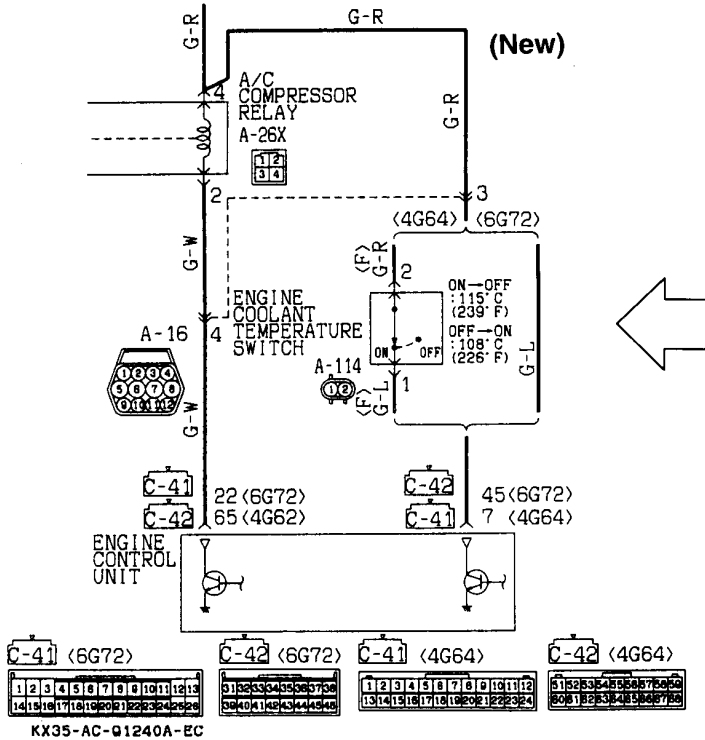 G-R
G-R
(New)
4
A/C
COMPRESSOR
RELAY
A-26X
1 2
3 4
G-R
2
3
G-W
<4G64> <6G72>
<F>
G-R
2
ENGINE
COOLANT
TEMPERATURE
SWITCH
4
A-16
1 2 3 4
5 6 7 8
9 10 11 12
ON→OFF
:115°C
(239°F)
OFF→ON
:108°C
(226°F)
ON OFF
G-L
A-114
1 2
1
<F>
G-L
G-W
C-41
22<6G72>
C-42
65<4G62>
C-42
45<6G72>
C-41
7 <4G64>
ENGINE
CONTROL
UNIT
C-41 <6G72>
1 2 3 4 5 6 7 8 9 10 11 12 13
14 15 16 17 18 19 20 21 22 23 24 25 26
C-42 <6G72>
31 32 33 34 35 36 37 38
39 40 41 42 43 44 45 46
C-41 <4G64>
1 2 3 4 5 6 7 8 9 10 11 12
13 14 15 16 17 18 19 20 21 22 23 24
C-42 <4G64>
51 52 53 54 55 56 57 58 59
60 61 62 63 64 65 66 67 68
KX35-AC-Q1240A-EC